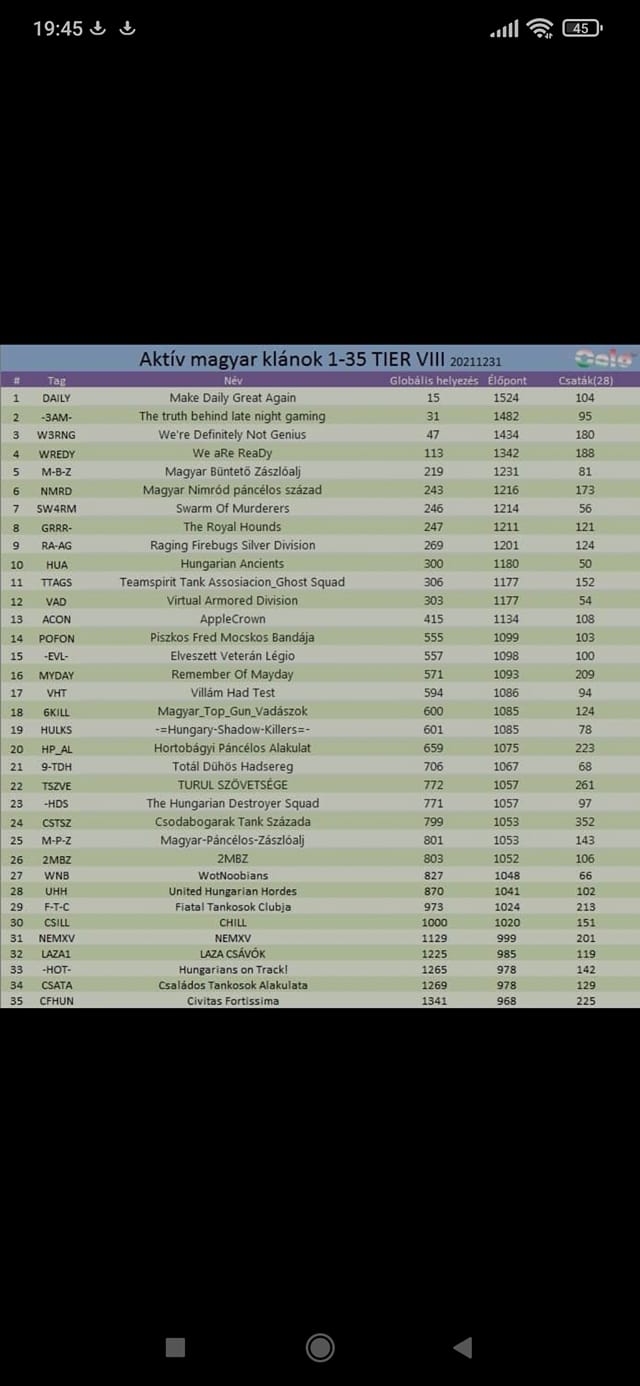 19:45
45
Aktív magyar klánok 1-35 TIER VIII 20211231
# Tag Név Globális helyezés Élőpont Csaták(28)
1 DAILY Make Daily Great Again 15 1524 104
2 -3AM- The truth behind late night gaming 31 1482 95
3 W3RNG We're Definitely Not Genius 47 1434 180
4 WREDY We aRe ReaDy 113 1342 188
5 M-B-Z Magyar Büntető Zászlóalj 219 1231 81
6 NMRD Magyar Nimród páncélos század 243 1216 173
7 SW4RM Swarm Of Murderers 246 1214 56
8 GRRR- The Royal Hounds 247 1211 121
9 RA-AG Raging Firebugs Silver Division 269 1201 124
10 HUA Hungarian Ancients 300 1180 50
11 TTAGS Teamspirit Tank Assosiacion_Ghost Squad 306 1177 152
12 VAD Virtual Armored Division 303 1177 54
13 ACON AppleCrown 415 1134 108
14 POFON Piszkos Fred Mocskos Bandája 555 1099 103
15 -EVL- Elveszett Veterán Légio 557 1098 100
16 MYDAY Remember Of Mayday 571 1093 209
17 VHT Villám Had Test 594 1086 94
18 6KILL Magyar_Top_Gun_Vadászok 600 1085 124
19 HULKS -=Hungary-Shadow-Killers=- 601 1085 78
20 HP_AL Hortobágyi Páncélos Alakulat 659 1075 223
21 9-TDH Totál Dühös Hadsereg 706 1067 68
22 TSZVE TURUL SZÖVETSÉGE 772 1057 261
23 -HDS The Hungarian Destroyer Squad 771 1057 97
24 CSTSZ Csodabogarak Tank Százada 799 1053 352
25 M-P-Z Magyar-Páncélos-Zászlóalj 801 1053 143
26 2MBZ 2MBZ 803 1052 106
27 WNB WotNoobians 827 1048 66
28 UHH United Hungarian Hordes 870 1041 102
29 F-T-C Fiatal Tankosok Clubja 973 1024 213
30 CSILL CHILL 1000 1020 151
31 NEMXV NEMXV 1129 999 201
32 LAZA1 LAZA CSÁVÓK 1225 985 119
33 -HOT- Hungarians on Track! 1265 978 142
34 CSATA Családos Tankosok Alakulata 1269 978 129
35 CFHUN Civitas Fortissima 1341 968 225